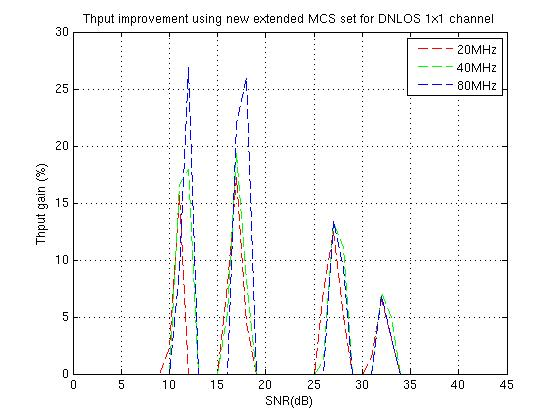 Thput improvement using new extended MCS set for DNLOS 1x1 channel
30
25
20
15
10
5
0
Thput gain (%)
20MHz
40MHz
80MHz
0 5 10 15 20 25 30 35 40 45
SNR(dB)